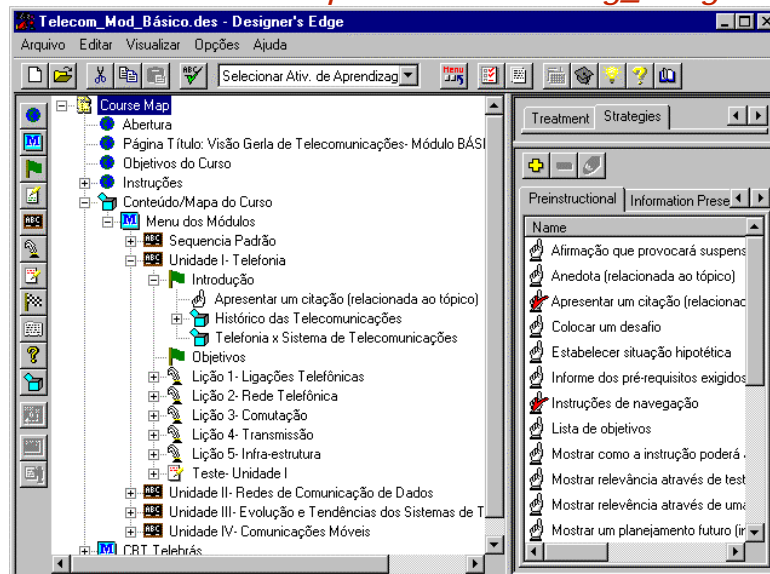 Telecom_Mod_Básico.des - Designer's Edge
Arquivo Editar Visualizar Opções Ajuda
Selecionar Ativ. de Aprendizag
Menu
Course Map
Abertura
Página Título: Visão Gerla de Telecomunicações- Módulo BÁSI
Objetivos do Curso
Instruções
Conteúdo/Mapa do Curso
M Menu dos Módulos
ABC Sequencia Padrão
ABC Unidade I- Telefonia
Introdução
Apresentar um citação (relacionada ao tópico)
Histórico das Telecomunicações
Telefonia x Sistema de Telecomunicações
Objetivos
Lição 1- Ligações Telefônicas
Lição 2- Rede Telefônica
Lição 3- Comutação
Lição 4- Transmissão
Lição 5- Infra-estrutura
Teste- Unidade I
ABC Unidade II- Redes de Comunicação de Dados
ABC Unidade III- Evolução e Tendências dos Sistemas de T
ABC Unidade IV- Comunicações Móveis
M CBT Telebrás
Treatment Strategies
Preinstructional Information Prese
Name
Afirmação que provocará suspens
Anedota (relacionada ao tópico)
Apresentar um citação (relacionac
Colocar um desafio
Estabelecer situação hipotética
Informe dos pré-requisitos exigidos
Instruções de navegação
Lista de objetivos
Mostrar como a instrução poderá
Mostrar relevância através de test
Mostrar relevância através de uma
Mostrar um planejamento futuro (ir